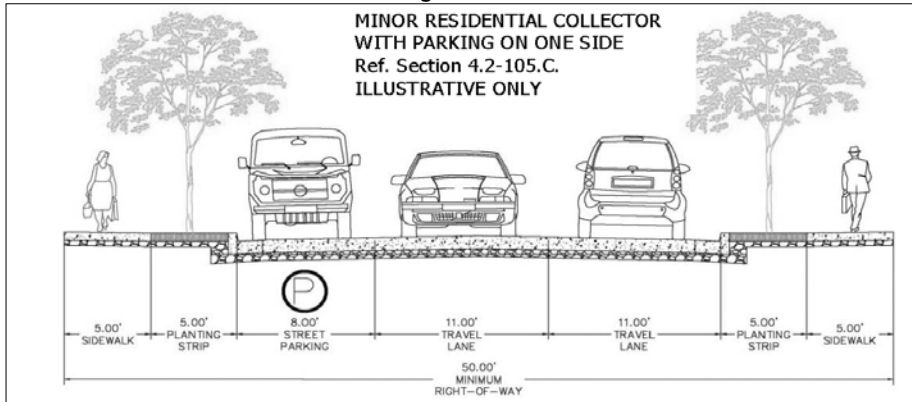 MINOR RESIDENTIAL COLLECTOR
WITH PARKING ON ONE SIDE
Ref. Section 4.2-105.C.
ILLUSTRATIVE ONLY
P
5.00'
SIDEWALK
5.00'
PLANTING
STRIP
8.00'
STREET
PARKING
11.00'
TRAVEL
LANE
11.00'
TRAVEL
LANE
5.00'
PLANTING
STRIP
5.00'
SIDEWALK
50.00'
MINIMUM
RIGHT-OF-WAY